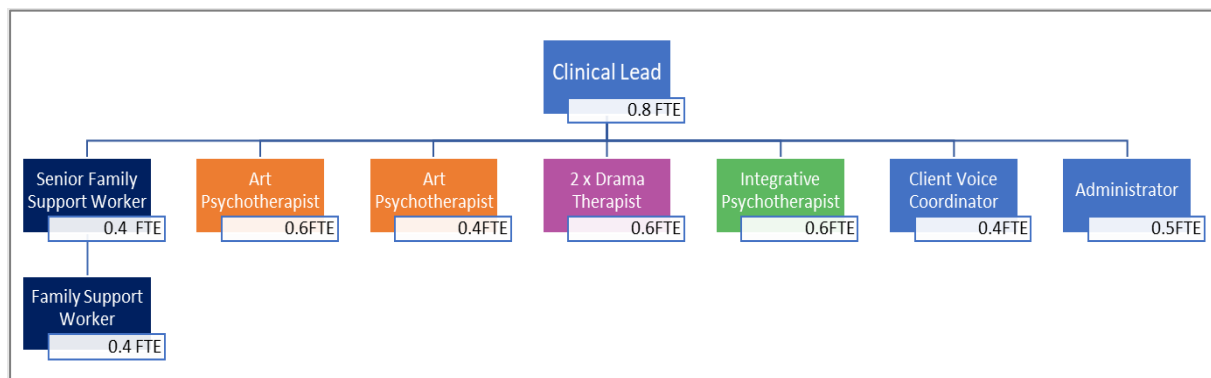 Clinical Lead
0.8 FTE
Senior Family
Support Worker
0.4 FTE
Art
Psychotherapist
0.6FTE
Art
Psychotherapist
0.4FTE
2 x Drama
Therapist
0.6FTE
Integrative
Psychotherapist
0.6FTE
Client Voice
Coordinator
0.4FTE
Administrator
0.5FTE
Family Support
Worker
0.4 FTE